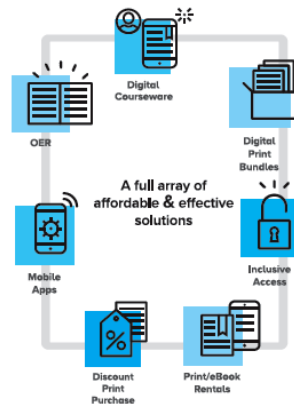 Digital
Courseware
OER
Digital
Print
Bundles
A full array of
affordable & effective
solutions
Mobile
Apps
Inclusive
Access
Discount
Print
Purchase
%
Print/eBook
Rentals